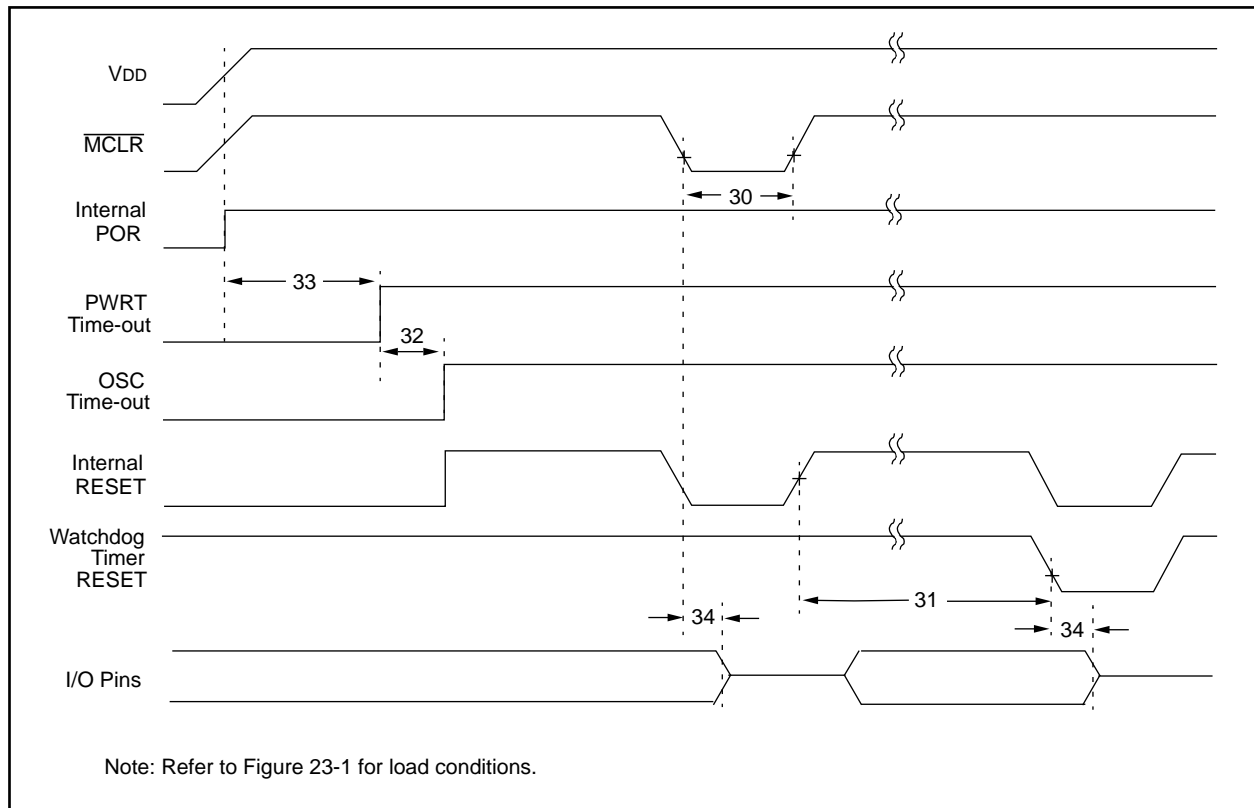 VDD
MCLR
30
Internal
POR
33
PWRT
Time-out
32
OSC
Time-out
Internal
RESET
Watchdog
Timer
RESET
31
34
34
I/O Pins
Note: Refer to Figure 23-1 for load conditions.